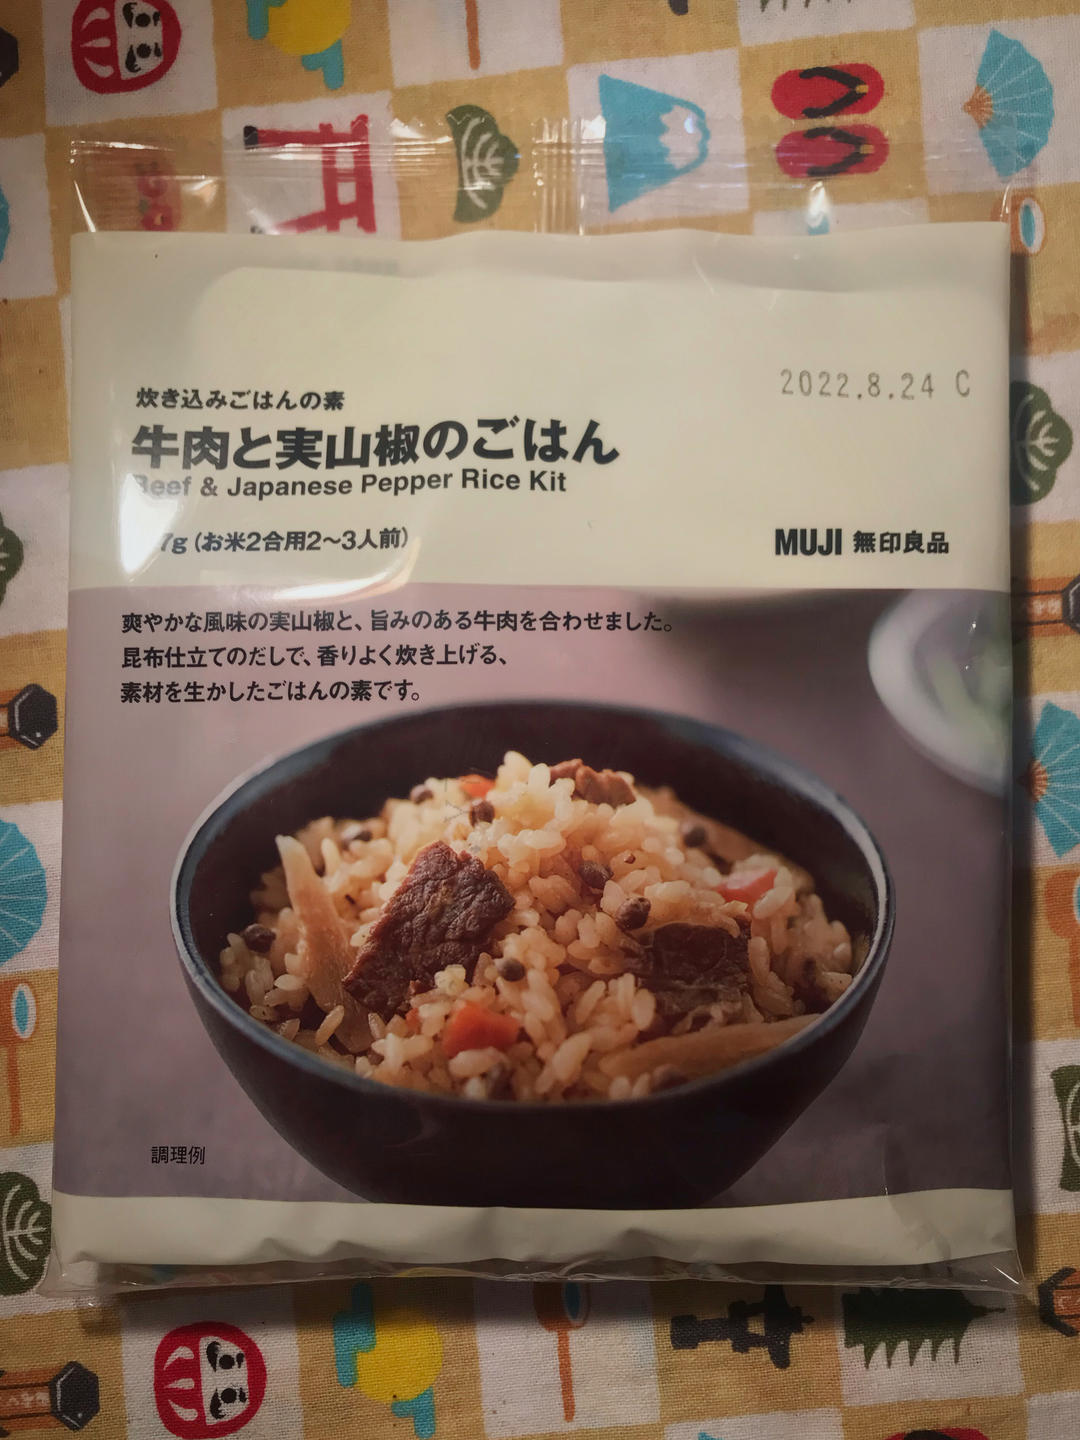 2022.8.24 C
炊き込みごはんの素
牛肉と実山椒のごはん
Beef & Japanese Pepper Rice Kit
(お米2合用2〜3人前)
MUJI 無印良品
爽やかな風味の実山椒と、旨みのある牛肉を合わせました。
昆布仕立てのだしで、香りよく炊き上げる、
素材を生かしたごはんの素です。
調理例